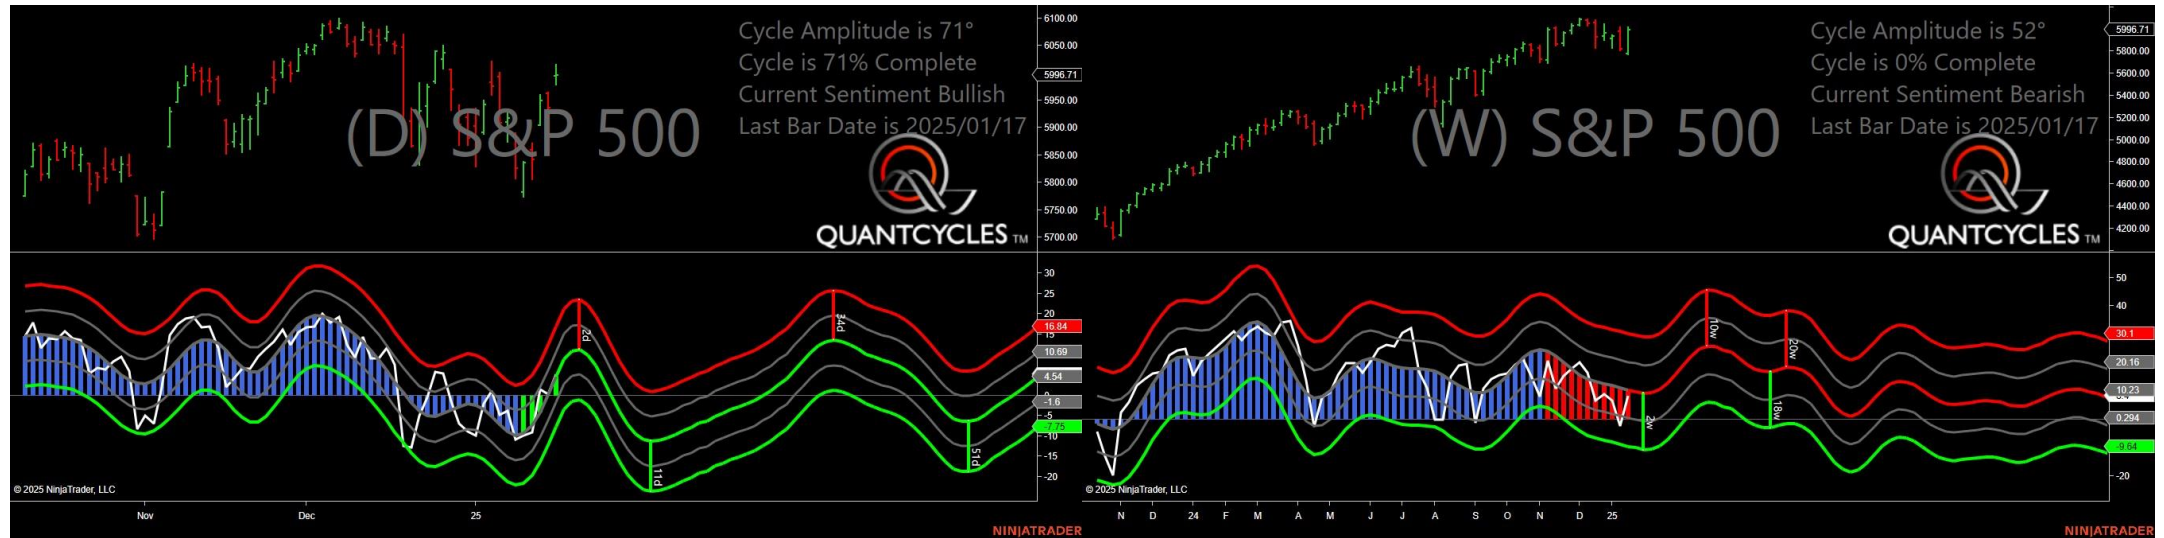 Cycle Amplitude is 71°
Cycle is 71% Complete
Current Sentiment Bullish
Last Bar Date is 2025/01/17
(D) S&P 500
QUANTCYCLES TM
6100.00
6050.00
5996.71
5950.00
5900.00
5850.00
5800.00
5750.00
5700.00
30
25
20
16.84
15
10.69
4.54
0
-1.6
-5
-7.75
-10
-15
-20
2d
11d
34d
51d
© 2025 NinjaTrader, LLC
Nov Dec 25
NINJATRADER
Cycle Amplitude is 52°
Cycle is 0% Complete
Current Sentiment Bearish
Last Bar Date is 2025/01/17
(W) S&P 500
QUANTCYCLES TM
5996.71
5800.00
5600.00
5400.00
5200.00
5000.00
4800.00
4600.00
4400.00
4200.00
50
40
30.1
20.16
10.23
0.294
-9.64
-20
2w
10w
18w
20w
© 2025 NinjaTrader, LLC
N D 24 F M A M J J A S O N D 25
NINJATRADER